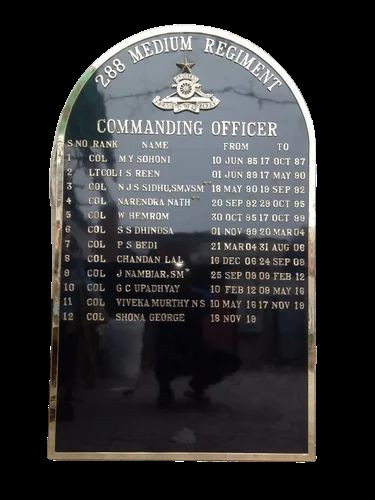 288 MEDIUM REGIMENT
COMMANDING OFFICER
S.NO RANK NAME FROM TO
1 COL M Y SOHONI 10 JUN 85 17 OCT 87
2 LT COL I S REEN 01 JUN 89 17 MAY 90
3 COL N J S SIDHU,SM,VSM 18 MAY 90 19 SEP 92
4 COL NARENDRA NATH 20 SEP 92 29 OCT 95
5 COL W HEMROM 30 OCT 95 17 OCT 99
6 COL S S DHINDSA 01 NOV 99 20 MAR 04
7 COL P S BEDI 21 MAR 04 31 AUG 06
8 COL CHANDAN LAL 16 DEC 06 24 SEP 09
9 COL J NAMBIAR,SM 25 SEP 09 09 FEB 12
10 COL G C UPADHYAY 10 FEB 12 09 MAY 16
11 COL VIVEKA MURTHY N S 10 MAY 16 17 NOV 19
12 COL SHONA GEORGE 18 NOV 19